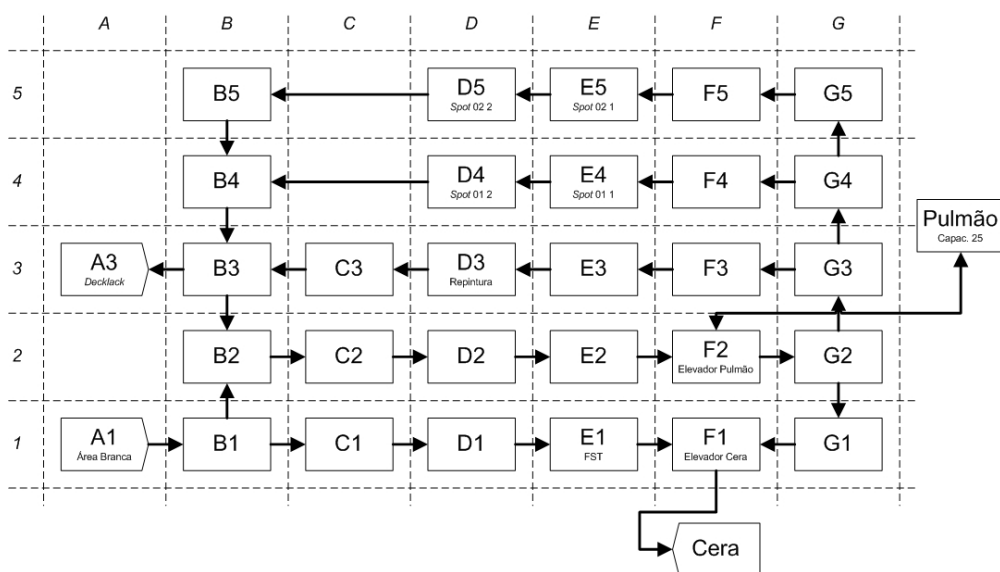 A B C D E F G
5
B5
D5
Spot 02 2
E5
Spot 02 1
F5
G5
4
B4
D4
Spot 01 2
E4
Spot 01 1
F4
G4
Pulmão
Capac. 25
3
A3
Decklack
B3
C3
D3
Repintura
E3
F3
G3
2
B2
C2
D2
E2
F2
Elevador Pulmão
G2
1
A1
Área Branca
B1
C1
D1
E1
FST
F1
Elevador Cera
G1
Cera